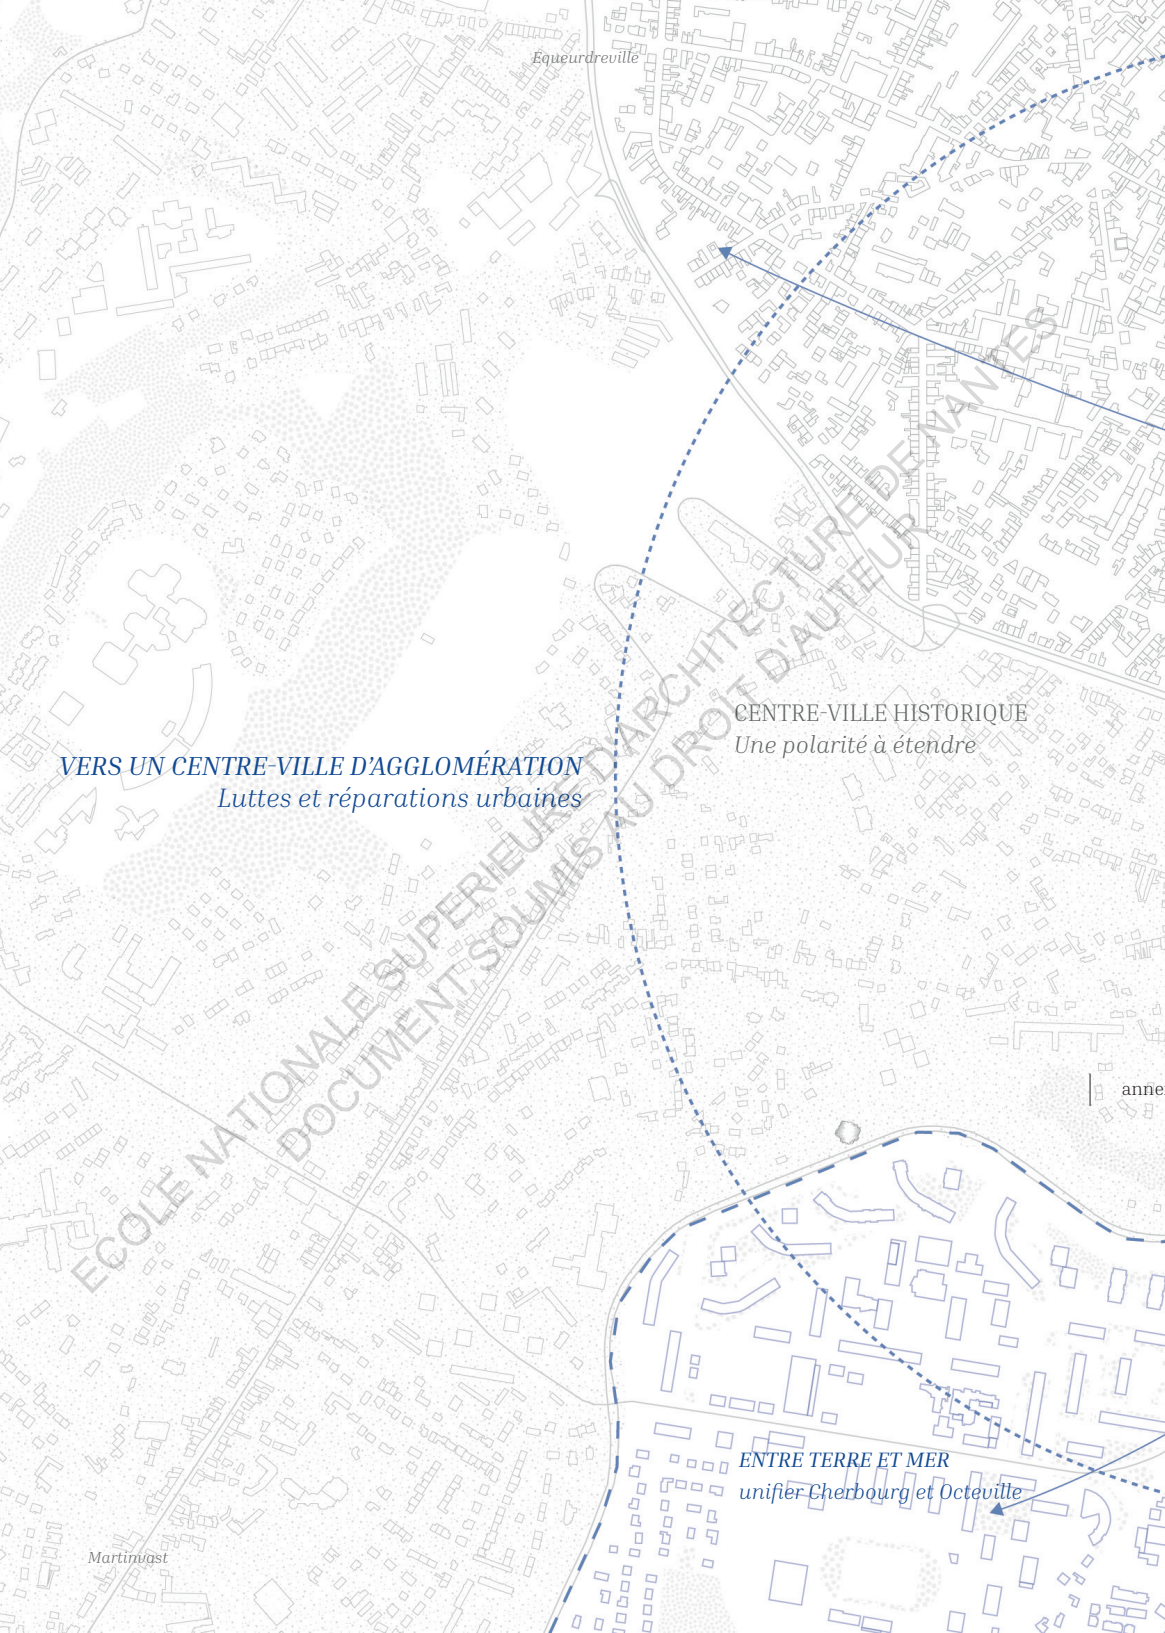 Equeurdreville
ECOLE NATIONALE SUPERIEURE D'ARCHITECTURE DE NANTES
DOCUMENT SOUMIS AU DROIT D'AUTEUR
CENTRE-VILLE HISTORIQUE
Une polarité à étendre
VERS UN CENTRE-VILLE D'AGGLOMÉRATION
Luttes et réparations urbaines
ENTRE TERRE ET MER
unifier Cherbourg et Octeville
Martinvast